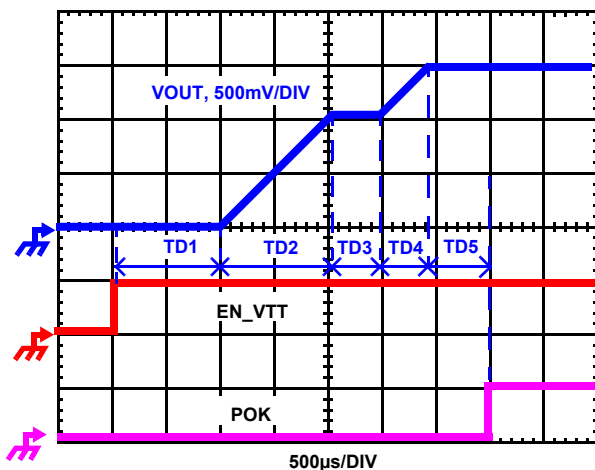 VOUT, 500mV/DIV
TD1 TD2 TD3 TD4 TD5
EN_VTT
POK
500µs/DIV